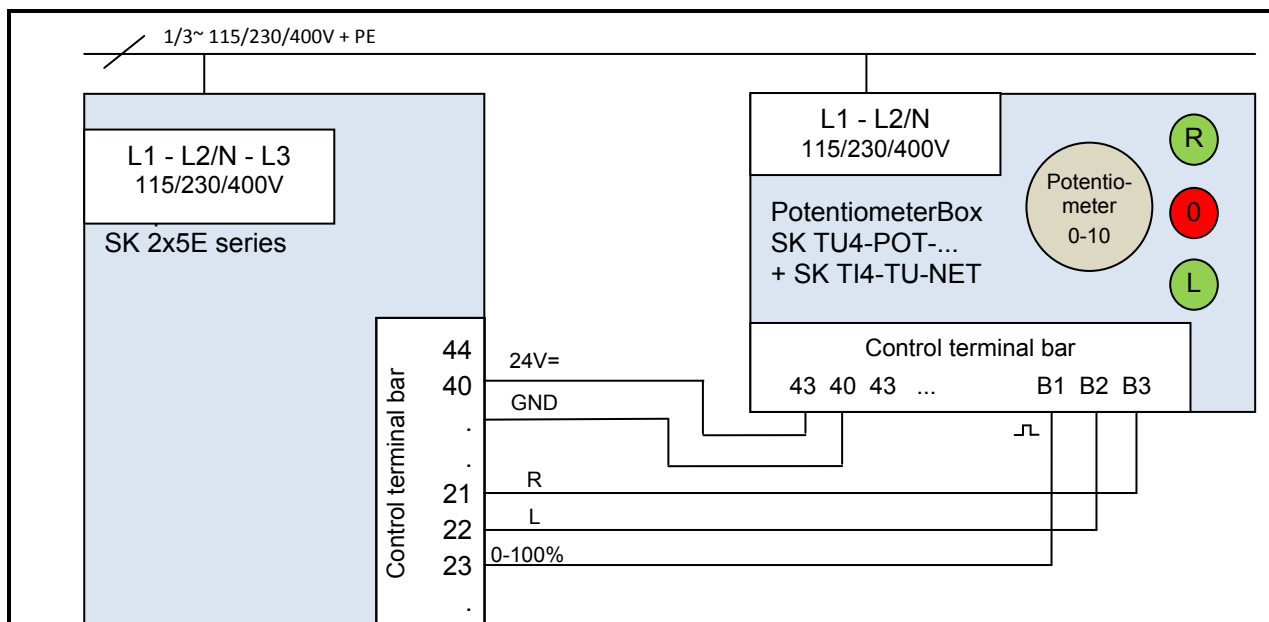 1/3~ 115/230/400V + PE
L1 - L2/N - L3
115/230/400V
SK 2x5E series
Control terminal bar
44
40
.
.
21
22
23
.
24V=
GND
R
L
0-100%
L1 - L2/N
115/230/400V
PotentiometerBox
SK TU4-POT-...
+ SK TI4-TU-NET
Potentio-
meter
0-10
R
0
L
Control terminal bar
43 40 43 ... B1 B2 B3